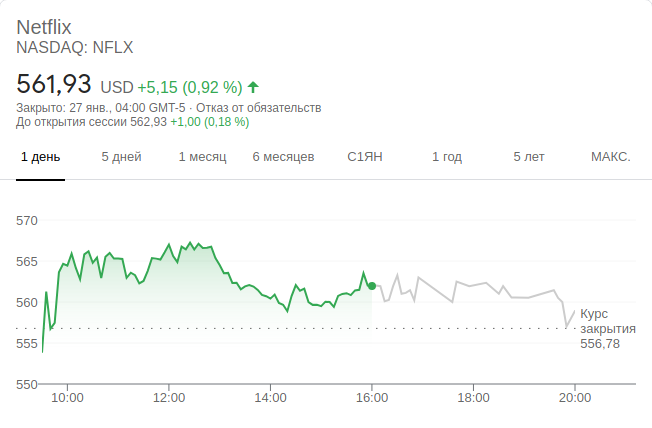 Netflix
NASDAQ: NFLX
561,93 USD +5,15 (0,92 %)
Закрыто: 27 янв., 04:00 GMT-5 · Отказ от обязательств
До открытия сессии 562,93 +1,00 (0,18 %)
1 день 5 дней 1 месяц 6 месяцев С1ЯН 1 год 5 лет МАКС.
570
565
560
Курс
закрытия
556,78
555
550
10:00 12:00 14:00 16:00 18:00 20:00